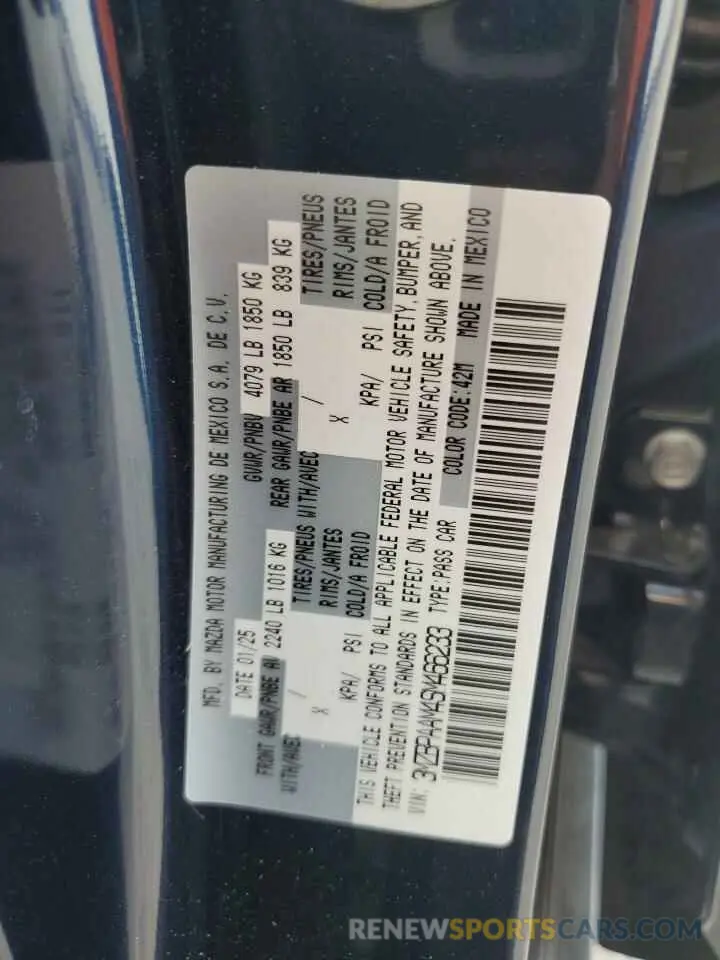 MFD. BY MAZDA MOTOR MANUFACTURING DE MEXICO S.A. DE C.V.
DATE 01/25 GVWR/PNBV 4079 LB 1850 KG
FRONT GAWR/PNBE AV 2240 LB 1016 KG REAR GAWR/PNBE AR 1850 LB 839 KG
WITH/AVEC / TIRES/PNEUS WITH/AVEC / TIRES/PNEUS
X RIMS/JANTES X RIMS/JANTES
KPA/ PSI COLD/A FROID KPA/ PSI COLD/A FROID
THIS VEHICLE CONFORMS TO ALL APPLICABLE FEDERAL MOTOR VEHICLE SAFETY, BUMPER, AND
THEFT PREVENTION STANDARDS IN EFFECT ON THE DATE OF MANUFACTURE SHOWN ABOVE.
VIN: 3MZBPAAM4SM466233 TYPE:PASS CAR COLOR CODE:42M MADE IN MEXICO
RENEWSPORTSCARS.COM